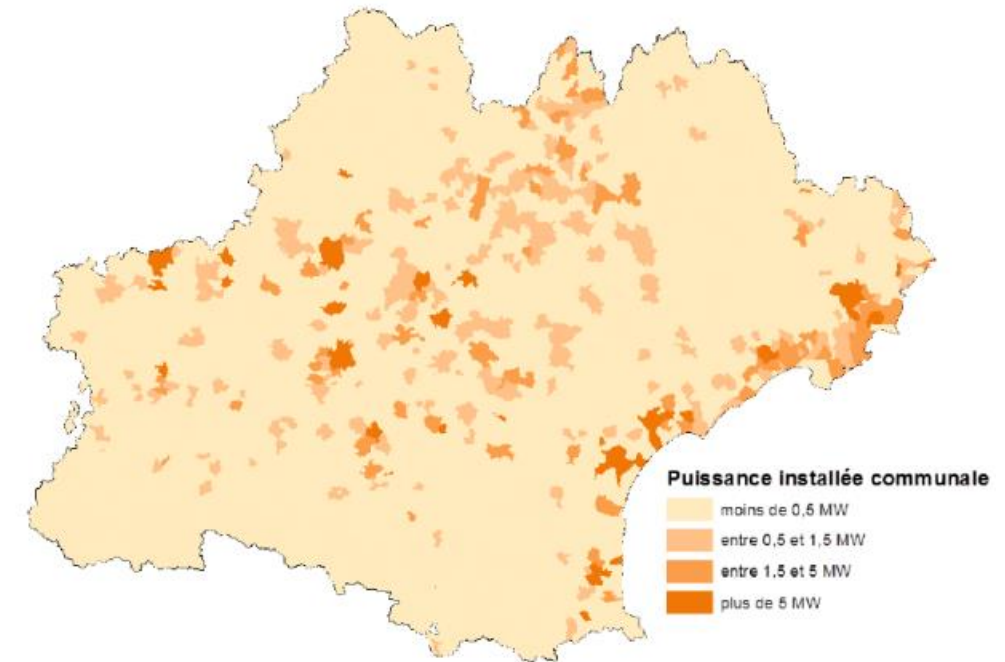 Puissance installée communale
moins de 0,5 MW
entre 0,5 et 1,5 MW
entre 1,5 et 5 MW
plus de 5 MW